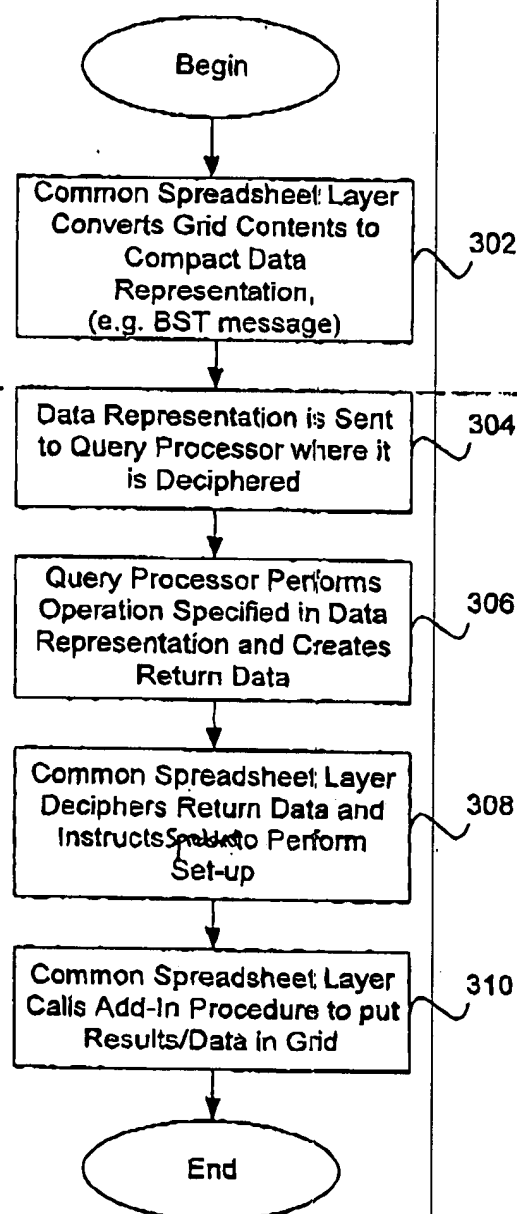 Begin
Common Spreadsheet Layer
Converts Grid Contents to
Compact Data
Representation,
(e.g. BST message)
302
Data Representation is Sent
to Query Processor where it
is Deciphered
304
Query Processor Performs
Operation Specified in Data
Representation and Creates
Return Data
306
Common Spreadsheet Layer
Deciphers Return Data and
Instructs to Perform
Set-up
308
Common Spreadsheet Layer
Calls Add-In Procedure to put
Results/Data in Grid
310
End